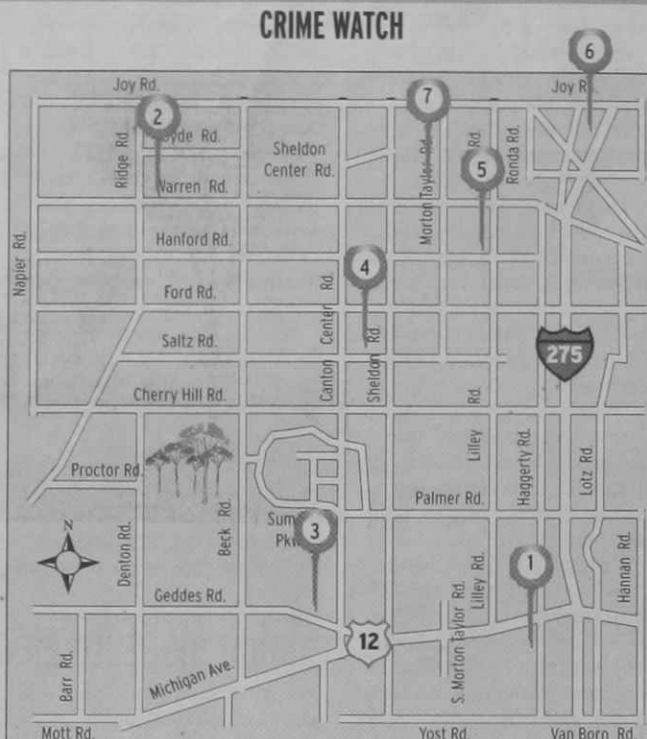 CRIME WATCH
6
Joy Rd.
Joy Rd.
7
2
Ridge Rd.
Rd.
Sheldon
Center Rd.
Morton Taylor Rd.
Rd.
Ronda Rd.
5
Warren Rd.
Napier Rd.
Hanford Rd.
4
Ford Rd.
Canton Center Rd.
Saltz Rd.
Sheldon Rd.
275
Cherry Hill Rd.
Lilley Rd.
Haggerty Rd.
Lotz Rd.
Proctor Rd.
Palmer Rd.
Beck Rd.
3
N
Denton Rd.
1
Hannan Rd.
Geddes Rd.
S. Morton Taylor Rd.
Lilley Rd.
12
Barr Rd.
Michigan Ave.
Mott Rd.
Yost Rd.
Van Born Rd.